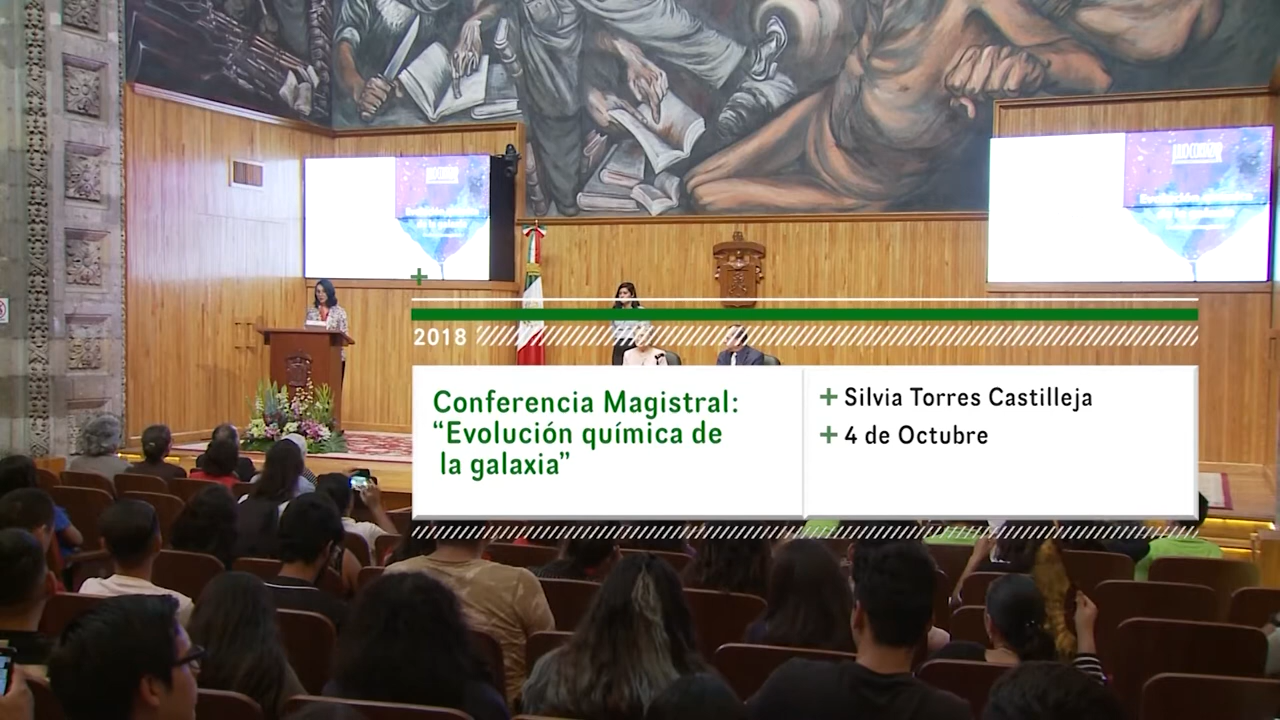 2018
Conferencia Magistral:
“Evolución química de
la galaxia”
+ Silvia Torres Castilleja
+ 4 de Octubre